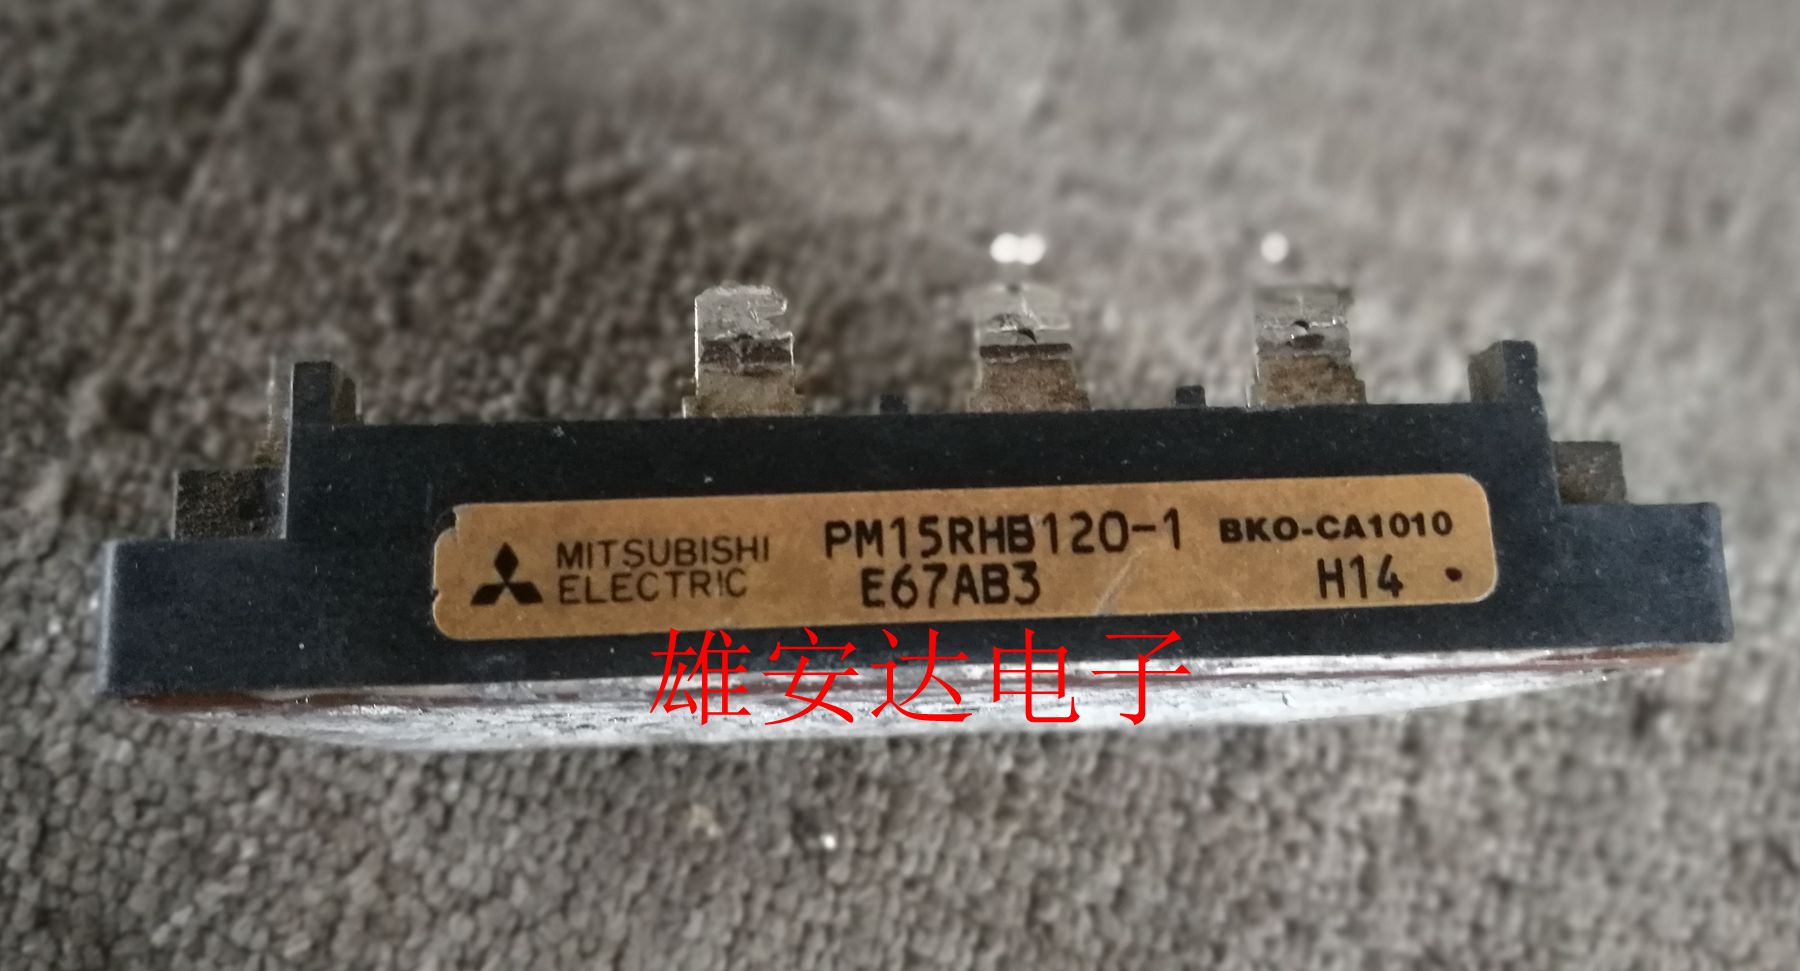 MITSUBISHI
ELECTRIC
PM15RHB120-1 BKO-CA1010
E67AB3 H14
雄安达电子